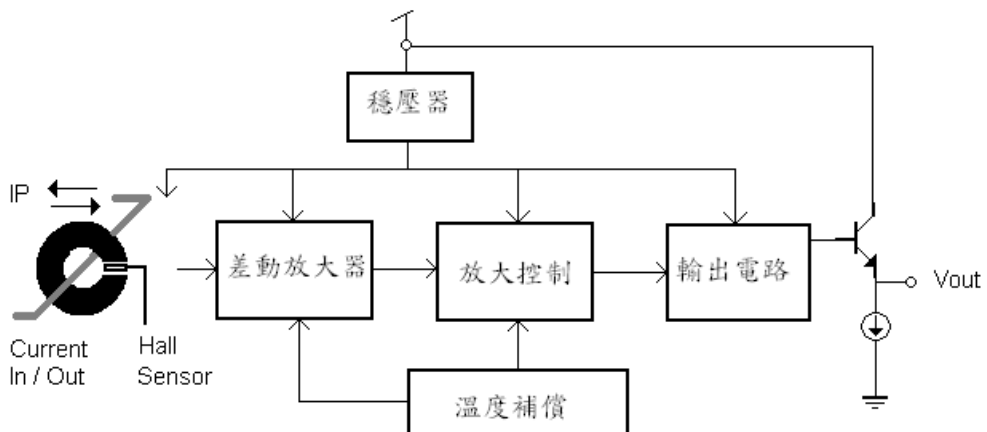 穩壓器
IP
差動放大器
放大控制
輸出電路
Vout
Current
In / Out
Hall
Sensor
溫度補償